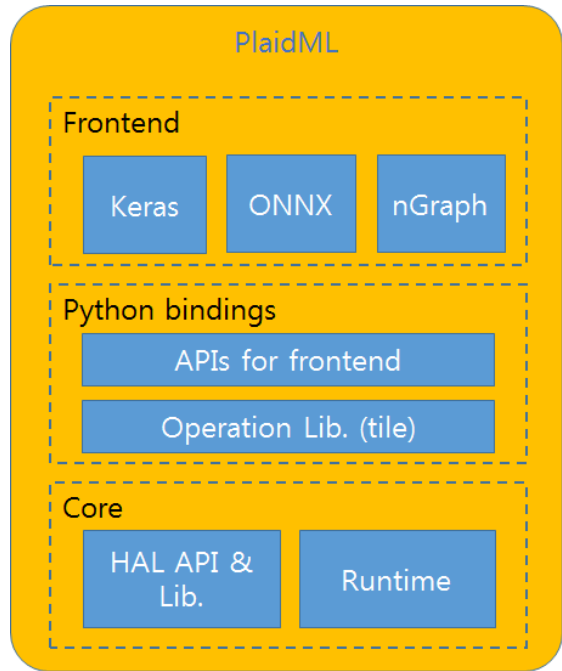 PlaidML
Frontend
Keras
ONNX
nGraph
Python bindings
APIs for frontend
Operation Lib. (tile)
Core
HAL API &
Lib.
Runtime